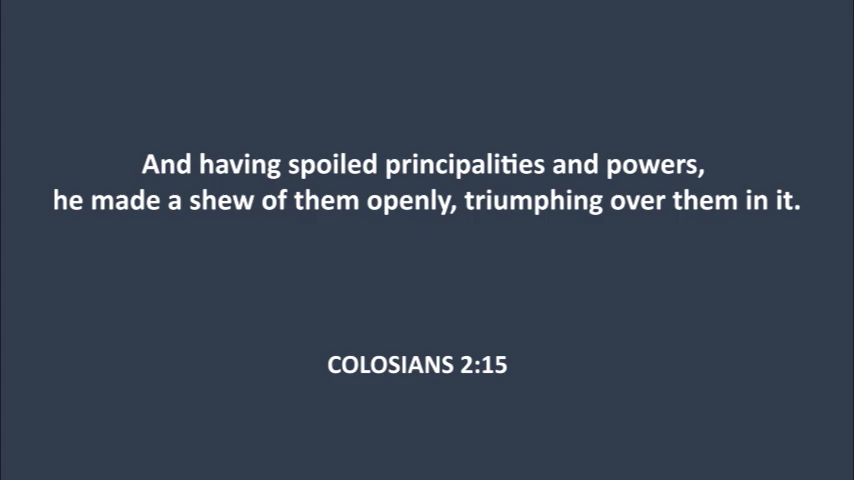 And having spoiled principalities and powers,
he made a shew of them openly, triumphing over them in it.
COLOSIANS 2:15